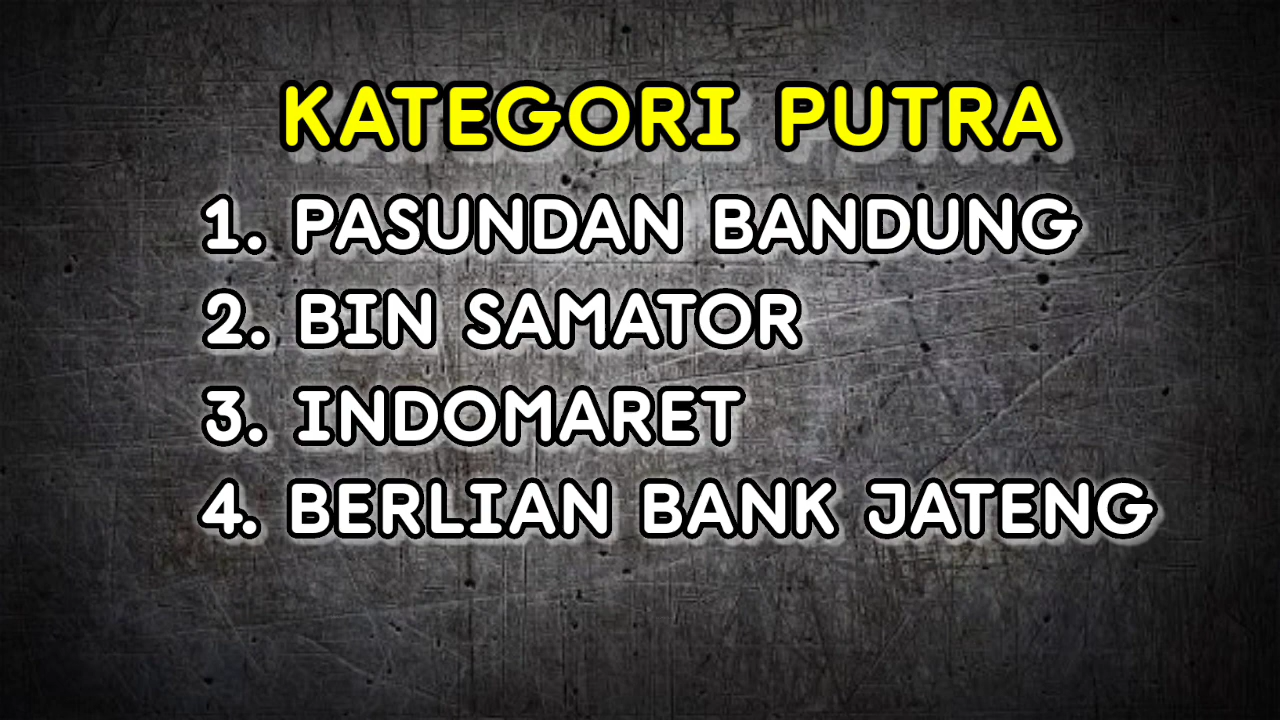 KATEGORI PUTRA
1. PASUNDAN BANDUNG
2. BIN SAMATOR
3. INDOMARET
4. BERLIAN BANK JATENG